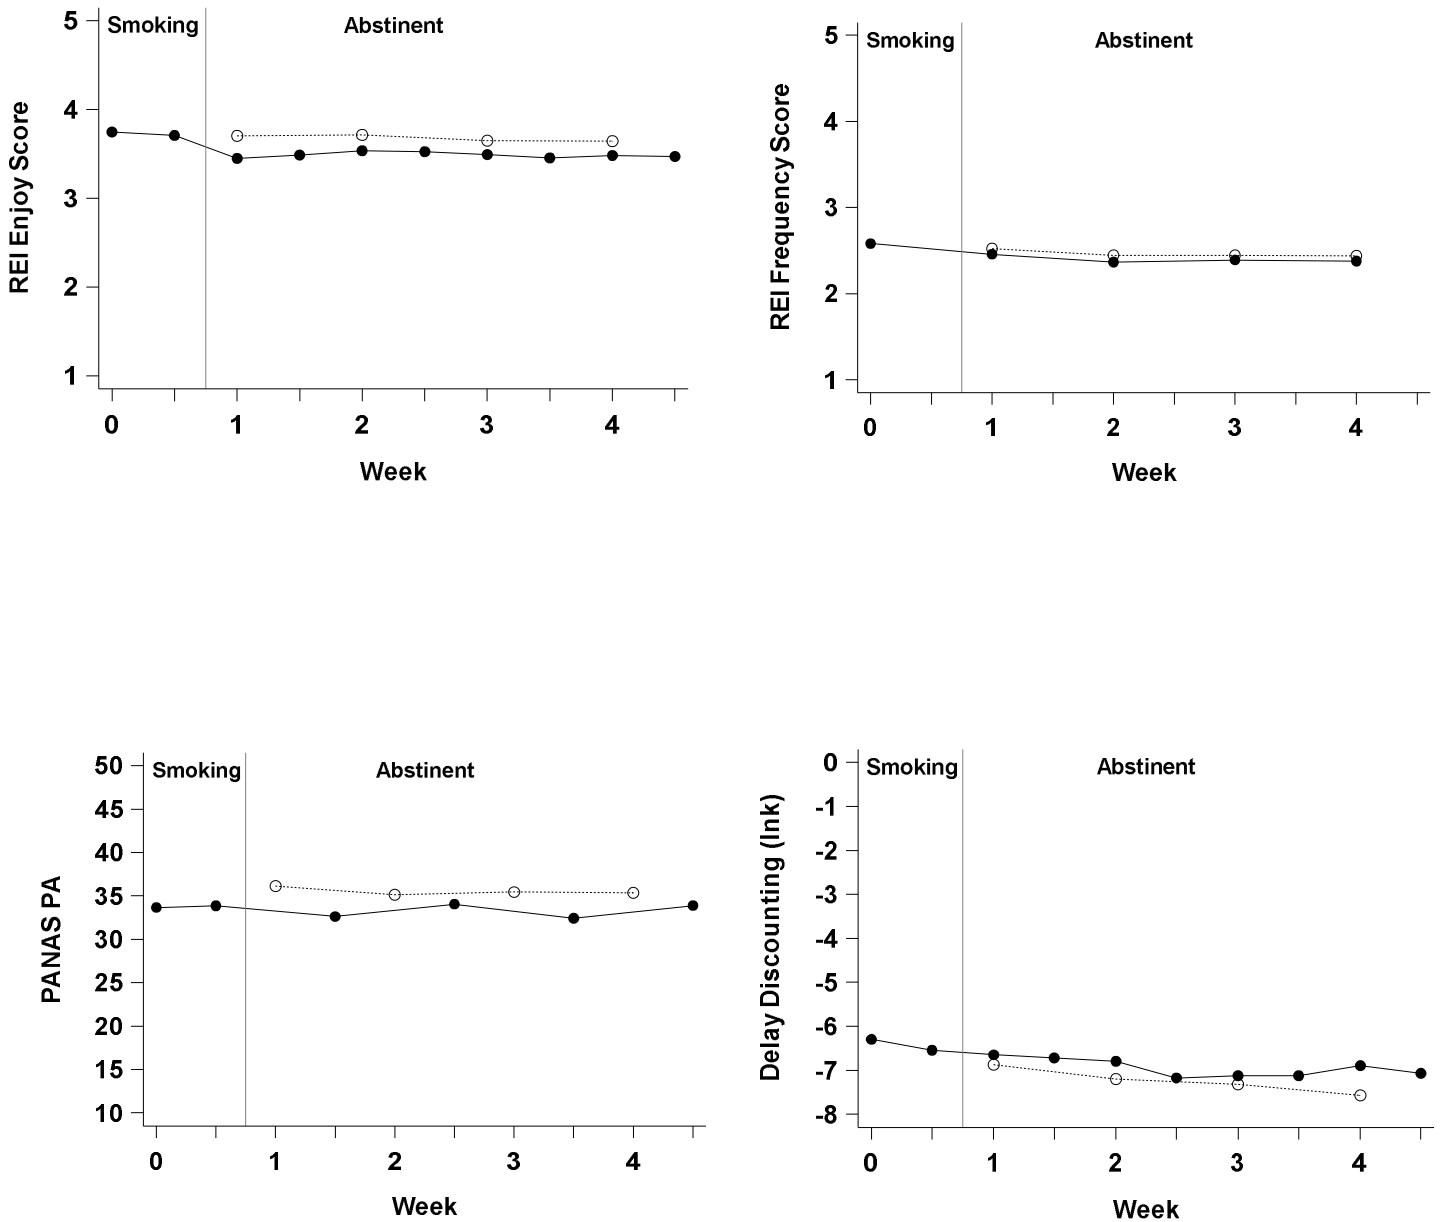 Smoking Abstinent
REI Enjoy Score
5
4
3
2
1
0 1 2 3 4
Week
Smoking Abstinent
REI Frequency Score
5
4
3
2
1
0 1 2 3 4
Week
Smoking Abstinent
PANAS PA
50
45
40
35
30
25
20
15
10
0 1 2 3 4
Week
Smoking Abstinent
Delay Discounting (lnk)
0
-1
-2
-3
-4
-5
-6
-7
-8
0 1 2 3 4
Week